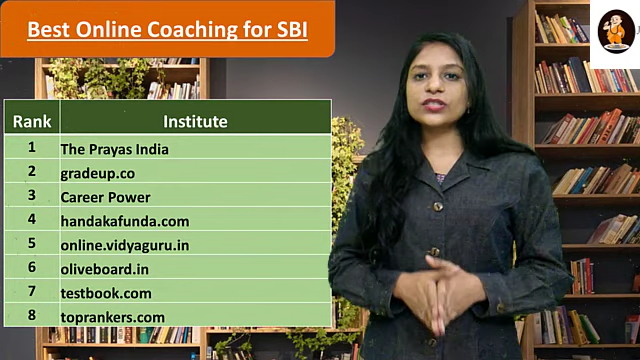 Best Online Coaching for SBI
Rank Institute
1 The Prayas India
2 gradeup.co
3 Career Power
4 handakafunda.com
5 online.vidyaguru.in
6 oliveboard.in
7 testbook.com
8 toprankers.com